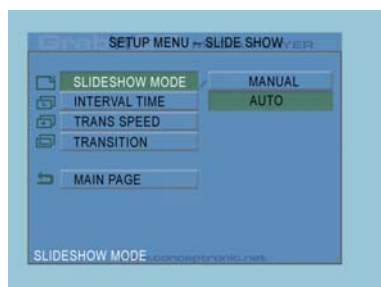 SETUP MENU ~ SLIDE SHOW
SLIDESHOW MODE
MANUAL
INTERVAL TIME
AUTO
TRANS SPEED
TRANSITION
MAIN PAGE
SLIDESHOW MODE